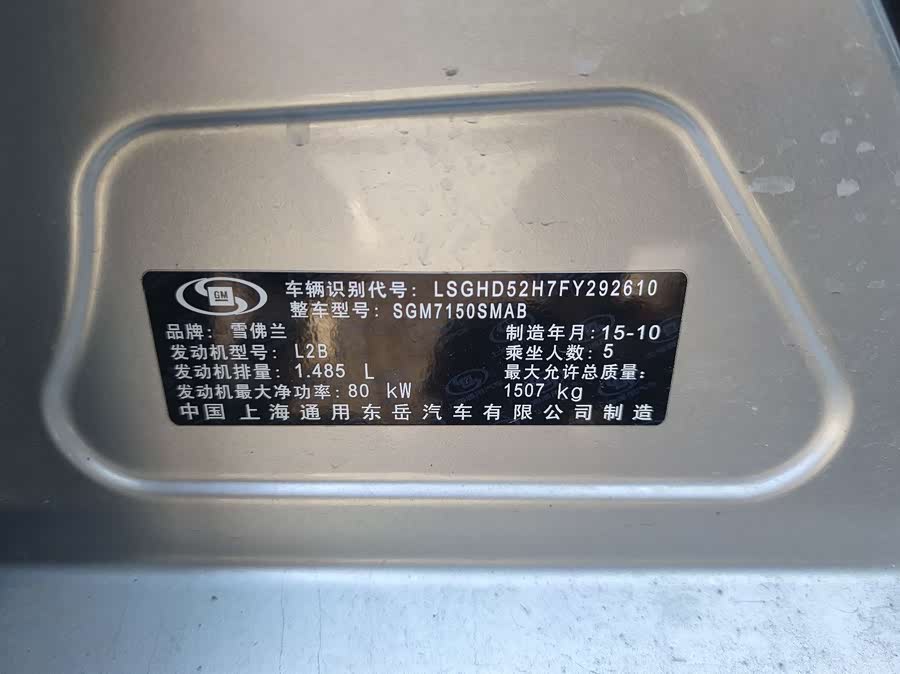 GM
车辆识别代号: LSGHD52H7FY292610
整车型号: SGM7150SMAB
品牌: 雪佛兰 制造年月: 15-10
发动机型号: L2B 乘坐人数: 5
发动机排量: 1.485 L 最大允许总质量:
发动机最大净功率: 80 kW 1507 kg
中国上海通用东岳汽车有限公司制造